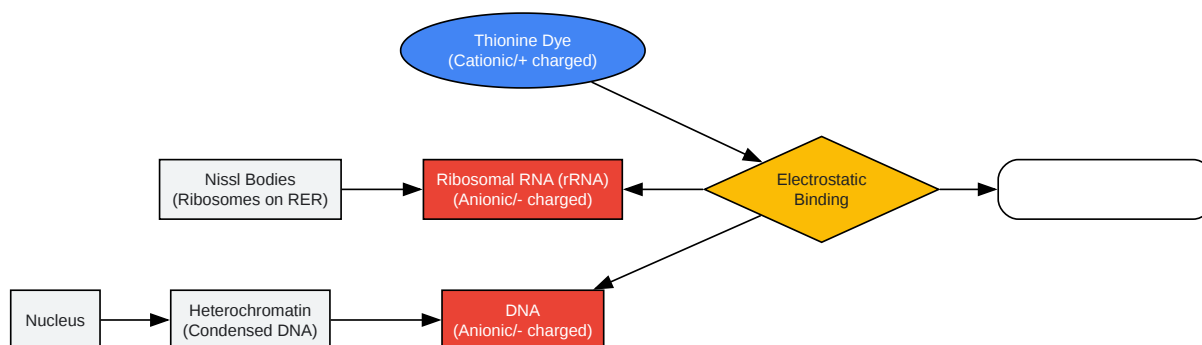 Thionine Dye
(Cationic/+ charged)
Nissl Bodies
(Ribosomes on RER)
Ribosomal RNA (rRNA)
(Anionic/- charged)
Electrostatic
Binding
Nucleus
Heterochromatin
(Condensed DNA)
DNA
(Anionic/- charged)